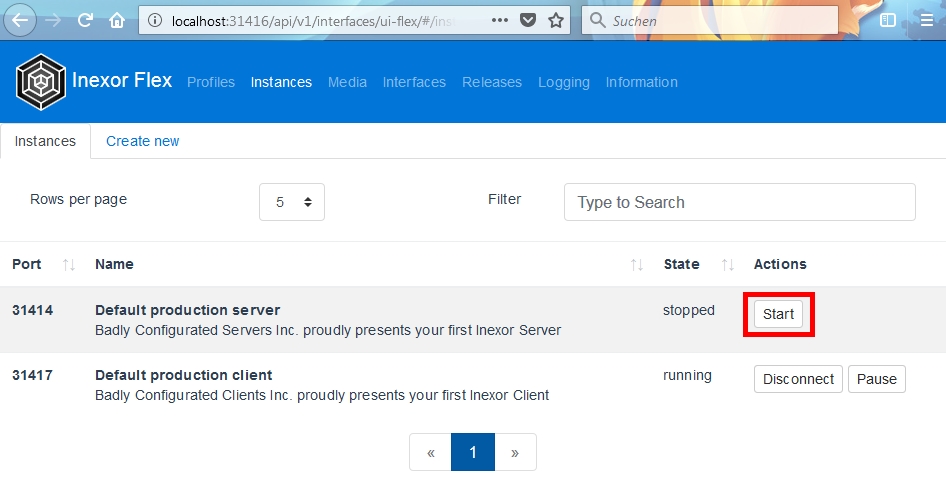 localhost:31416/api/v1/interfaces/ui-flex/#/ins
Suchen
Inexor Flex Profiles Instances Media Interfaces Releases Logging Information
Instances Create new
Rows per page 5 Filter Type to Search
Port Name State Actions
31414 Default production server stopped Start
Badly Configurated Servers Inc. proudly presents your first Inexor Server
31417 Default production client running Disconnect Pause
Badly Configurated Clients Inc. proudly presents your first Inexor Client
« 1 »